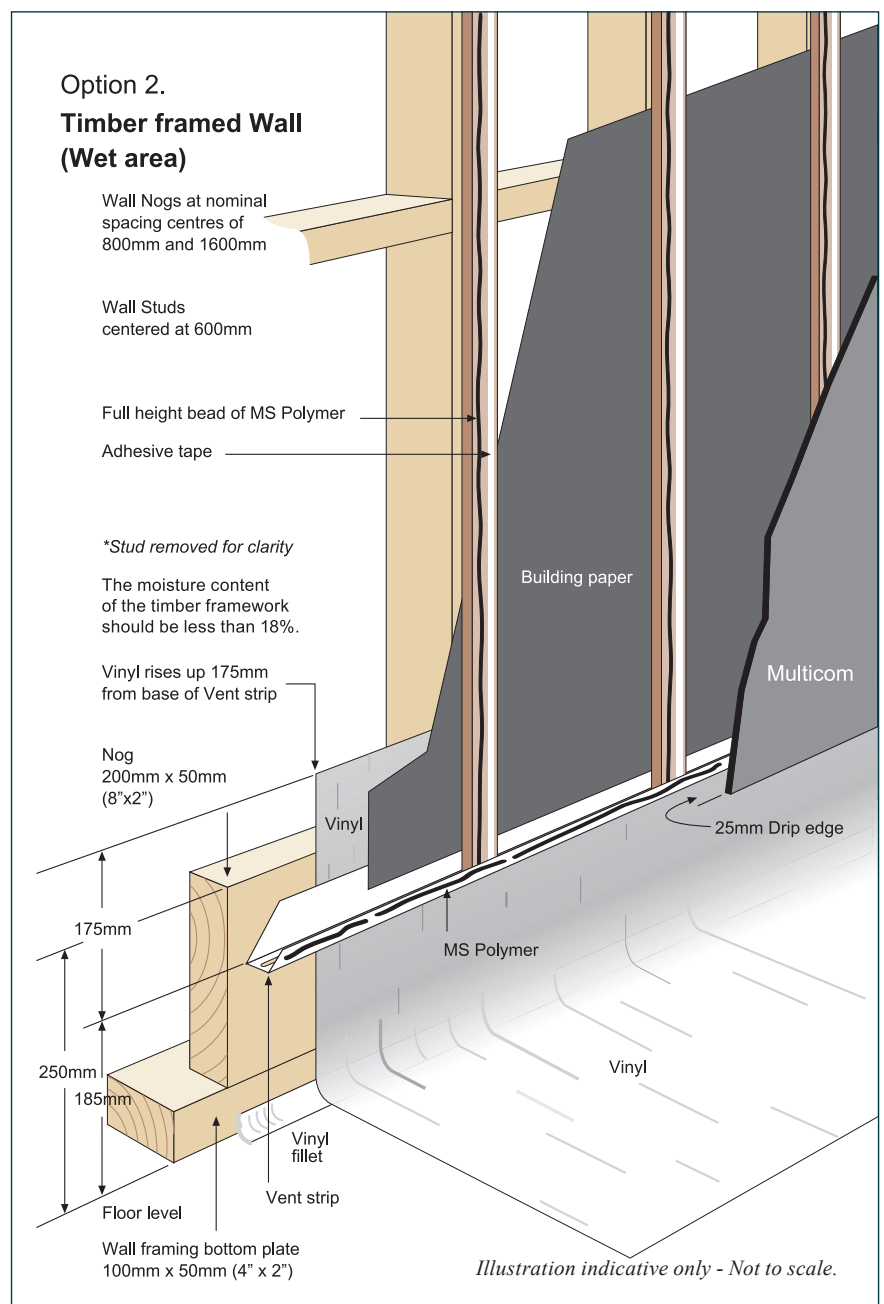 Option 2.
Timber framed Wall
(Wet area)
Wall Nogs at nominal
spacing centres of
800mm and 1600mm
Wall Studs
centered at 600mm
Full height bead of MS Polymer
Adhesive tape
*Stud removed for clarity
The moisture content
of the timber framework
should be less than 18%.
Building paper
Vinyl rises up 175mm
from base of Vent strip
Multicom
Nog
200mm x 50mm
(8”x2”)
Vinyl
25mm Drip edge
175mm
MS Polymer
250mm
185mm
Vinyl
Vinyl
fillet
Vent strip
Floor level
Wall framing bottom plate
100mm x 50mm (4” x 2”)
Illustration indicative only - Not to scale.